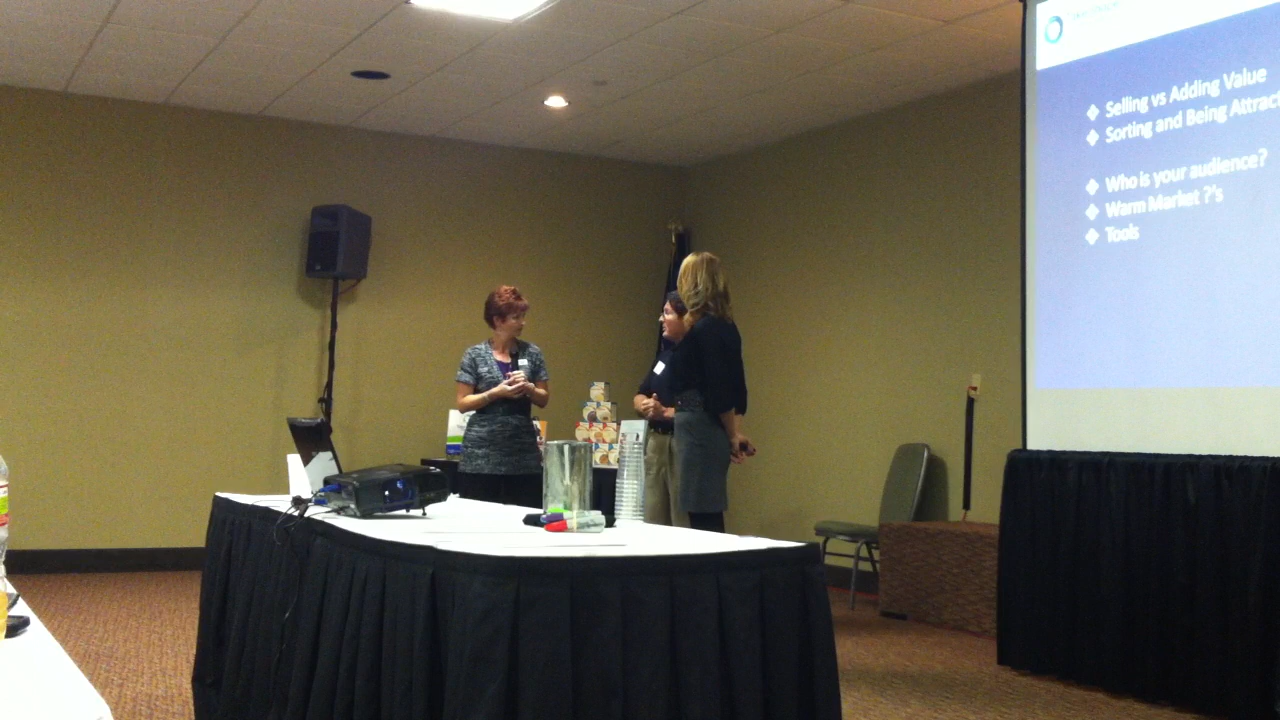 Selling vs Adding Value
Sorting and Being Attract
Who is your audience?
Warm Market ?'s
Tools